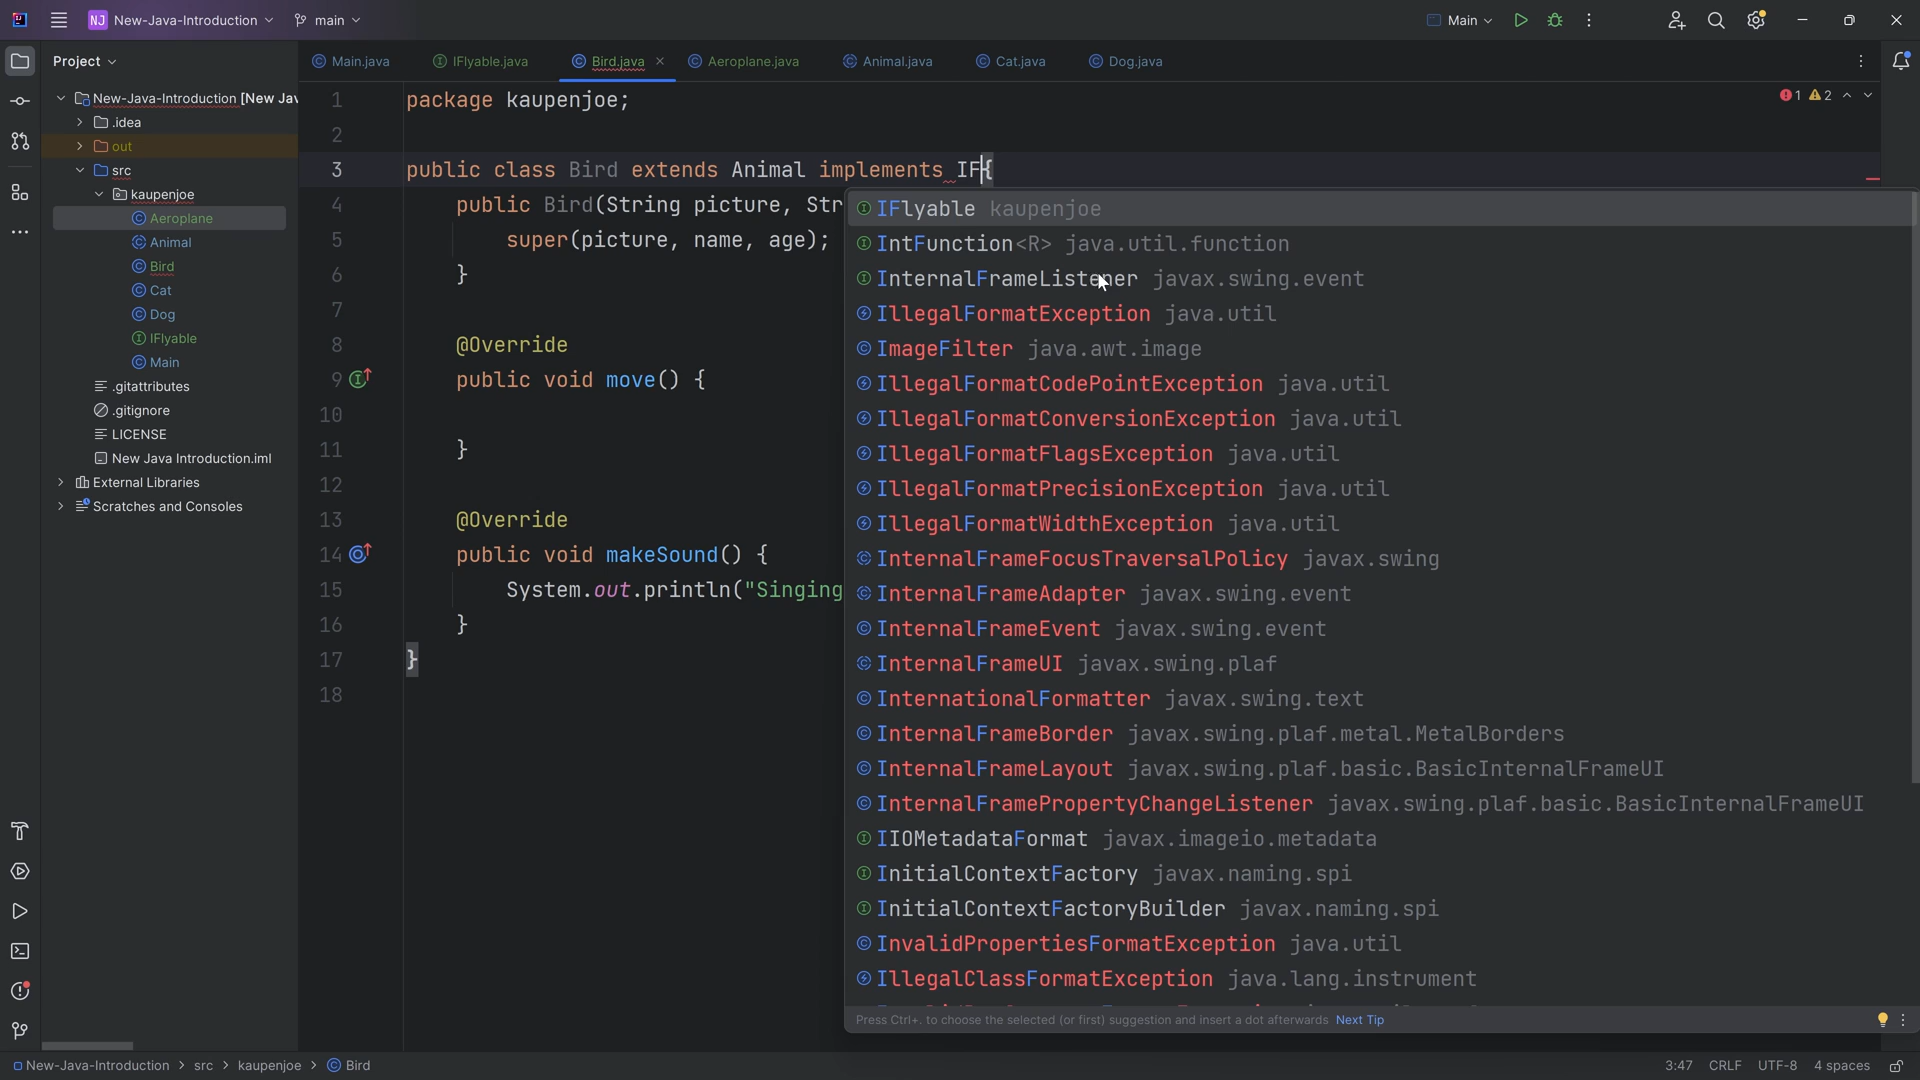 NJ New-Java-Introduction main Main
Project Main.java IFlyable.java Bird.java Aeroplane.java Animal.java Cat.java Dog.java
New-Java-Introduction [New Jav
.idea
out
src
kaupenjoe
Aeroplane
Animal
Bird
Cat
Dog
IFlyable
Main
.gitattributes
.gitignore
LICENSE
New Java Introduction.iml
External Libraries
Scratches and Consoles
1 2
1 package kaupenjoe;
2
3 public class Bird extends Animal implements IF{
4 public Bird(String picture, Str
5 super(picture, name, age);
6 }
7
8 @Override
9 public void move() {
10
11 }
12
13 @Override
14 public void makeSound() {
15 System.out.println("Singing
16 }
17 }
18
IFlyable kaupenjoe
IntFunction<R> java.util.function
InternalFrameListener javax.swing.event
IllegalFormatException java.util
ImageFilter java.awt.image
IllegalFormatCodePointException java.util
IllegalFormatConversionException java.util
IllegalFormatFlagsException java.util
IllegalFormatPrecisionException java.util
IllegalFormatWidthException java.util
InternalFrameFocusTraversalPolicy javax.swing
InternalFrameAdapter javax.swing.event
InternalFrameEvent javax.swing.event
InternalFrameUI javax.swing.plaf
InternationalFormatter javax.swing.text
InternalFrameBorder javax.swing.plaf.metal.MetalBorders
InternalFrameLayout javax.swing.plaf.basic.BasicInternalFrameUI
InternalFramePropertyChangeListener javax.swing.plaf.basic.BasicInternalFrameUI
IIOMetadataFormat javax.imageio.metadata
InitialContextFactory javax.naming.spi
InitialContextFactoryBuilder javax.naming.spi
InvalidPropertiesFormatException java.util
IllegalClassFormatException java.lang.instrument
Press Ctrl+. to choose the selected (or first) suggestion and insert a dot afterwards Next Tip
New-Java-Introduction > src > kaupenjoe > Bird 3:47 CRLF UTF-8 4 spaces